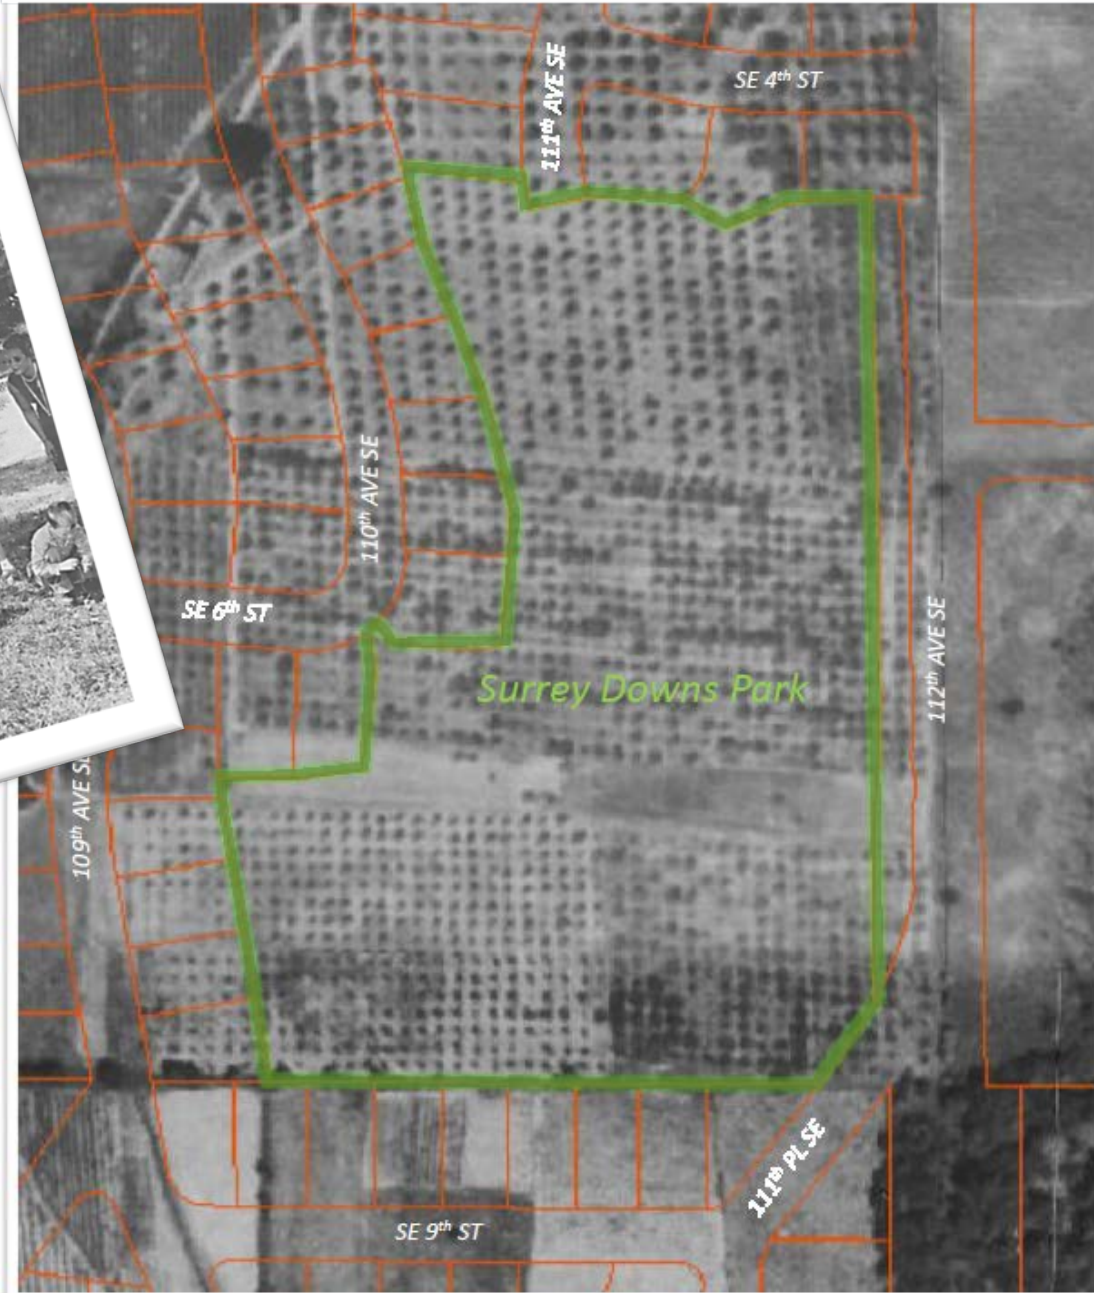 SE 4th ST
111th AVE SE
110th AVE SE
SE 6th ST
Surrey Downs Park
112th AVE SE
109th AVE SE
111th PL SE
SE 9th ST